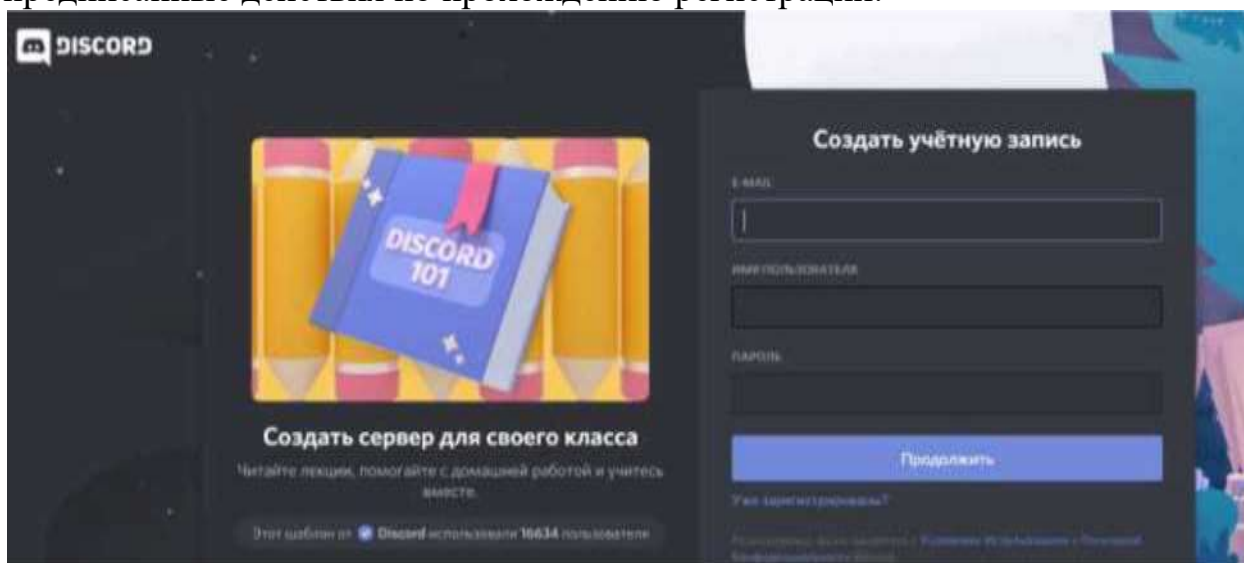 DISCORD
DISCORD
101
Создать сервер для своего класса
Читайте лекции, помогайте с домашней работой и учитесь
вместе.
Этот шаблон от Discord использовали 16634 пользователя
Создать учётную запись
E-MAIL
ИМЯ ПОЛЬЗОВАТЕЛЯ
ПАРОЛЬ
Продолжить
Уже зарегистрированы?